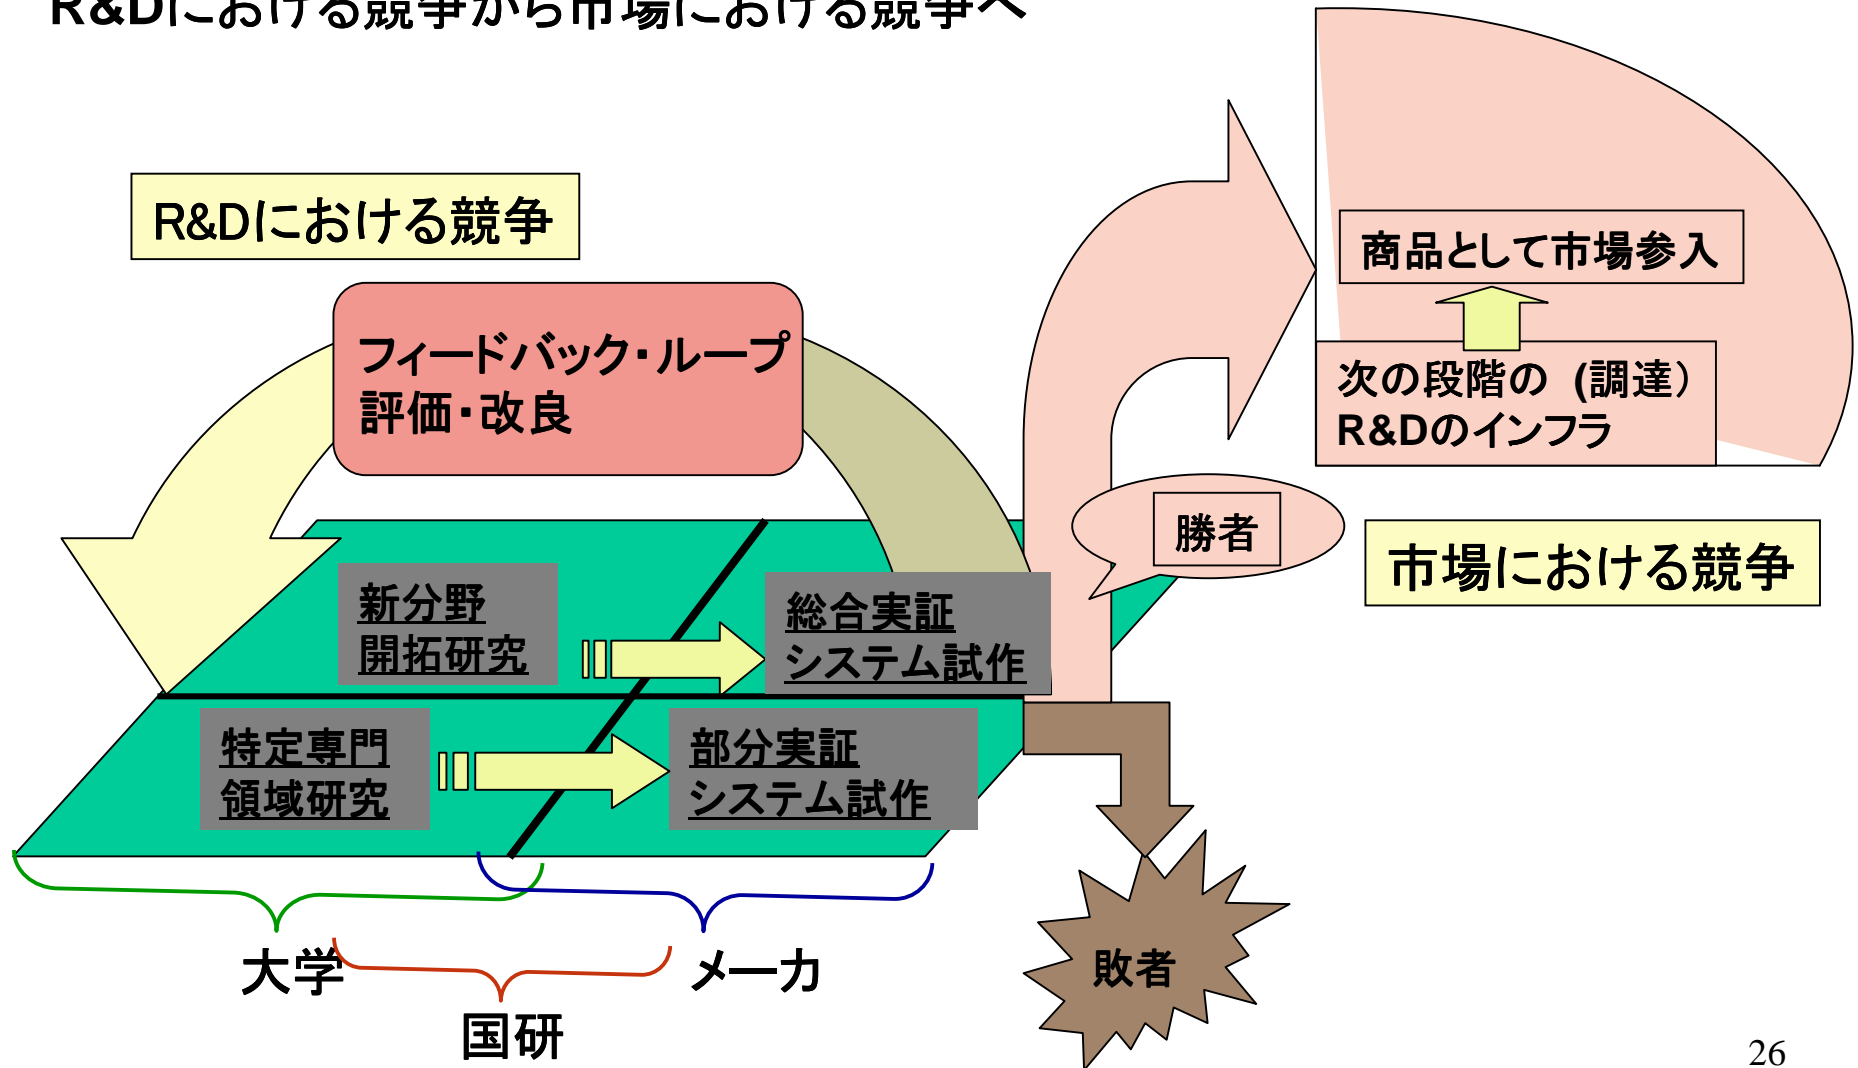 R&Dにおける競争から市場における競争へ
R&Dにおける競争
フィードバック・ループ
評価・改良
商品として市場参入
次の段階の (調達)
R&Dのインフラ
勝者
市場における競争
新分野
開拓研究
総合実証
システム試作
特定専門
領域研究
部分実証
システム試作
大学
メーカ
国研
敗者
26